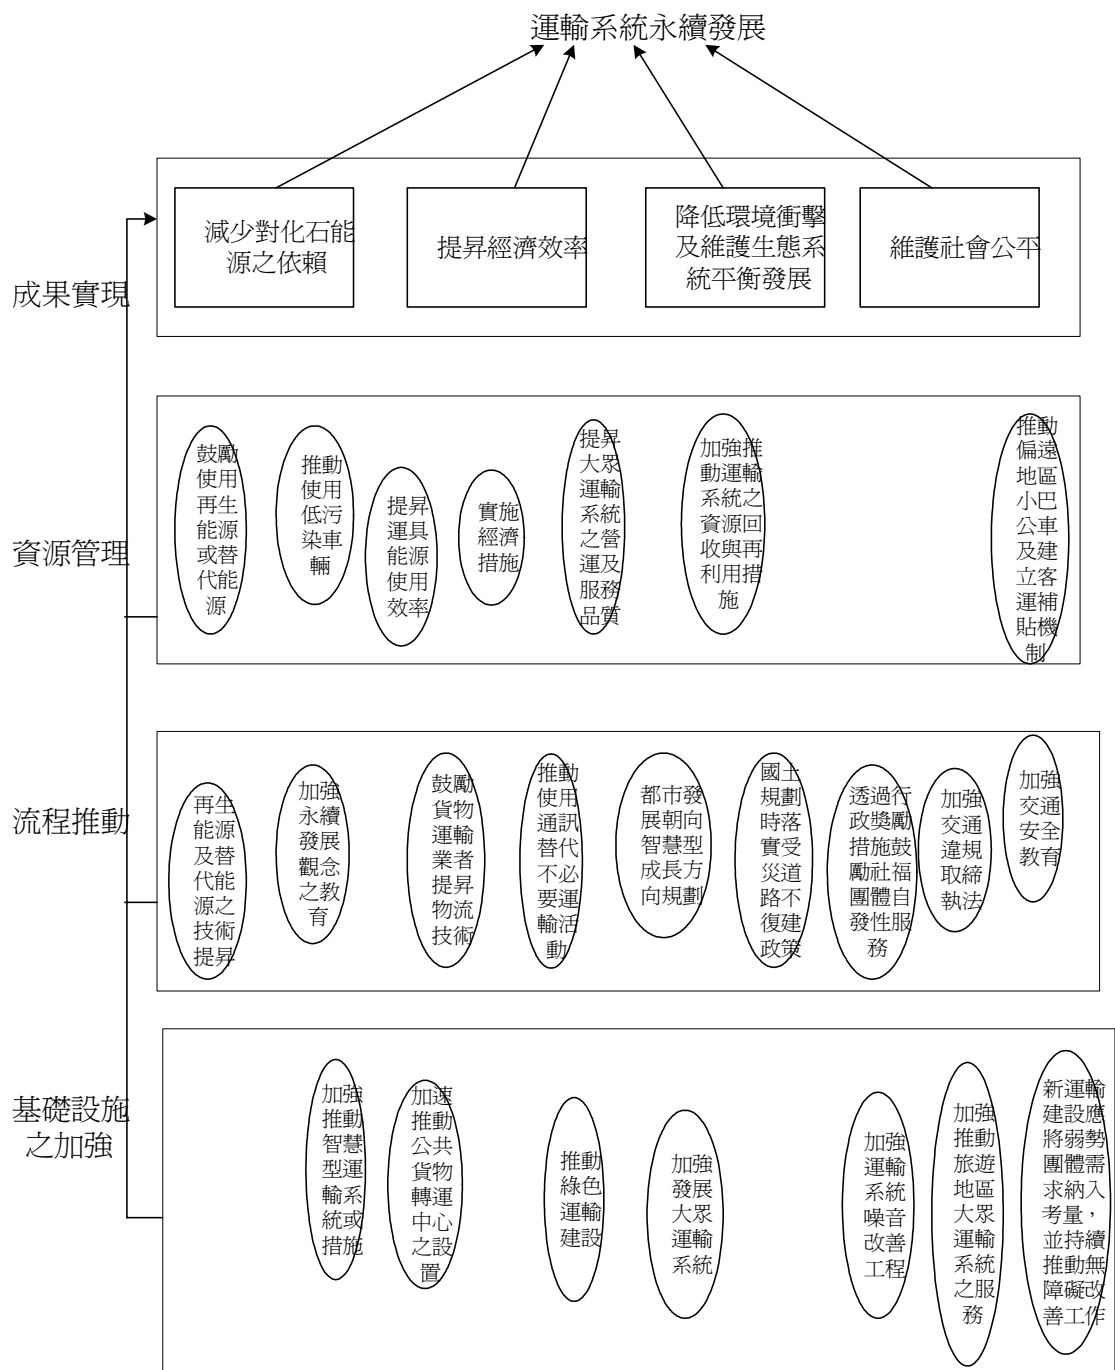 運輸系統永續發展
減少對化石能
源之依賴
提昇經濟效率
降低環境衝擊
及維護生態系
統平衡發展
維護社會公平
成果實現
鼓勵
使用
再生
能源
或替
代能
源
推動
使用
低污
染車
輛
提昇
運具
能源
使用
效率
實施
經濟
措施
提昇
大眾
運輸
系統
之營
運及
服務
品質
加強推
動運輸
系統之
資源回
收與再
利用措
施
推動
偏遠
地區
小巴
公車
及建
立客
運補
貼機
制
資源管理
再生
能源
及替
代能
源之
技術
提昇
加強
永續
發展
觀念
之教
育
鼓勵
貨物
運輸
業者
提昇
物流
技術
推動
使用
通訊
替代
不必
要運
輸活
動
都市發
展朝向
智慧型
成長方
向規劃
國土
規劃
時落
實受
災道
路不
復建
政策
透過行
政獎勵
措施鼓
勵社福
團體自
發性服
務
加強
交通
違規
取締
執法
加強
交通
安全
教育
流程推動
加強
推動
智慧
型運
輸系
統或
措施
加速
推動
公共
貨物
轉運
中心
之設
置
推動
綠色
運輸
建設
加強
發展
大眾
運輸
系統
加強
運輸
系統
噪音
改善
工程
加強
推動
旅遊
地區
大眾
運輸
系統
之服
務
新運輸
建設應
將弱勢
團體需
求納入
考量，
並持續
推動無
障礙改
善工作
基礎設施
之加強